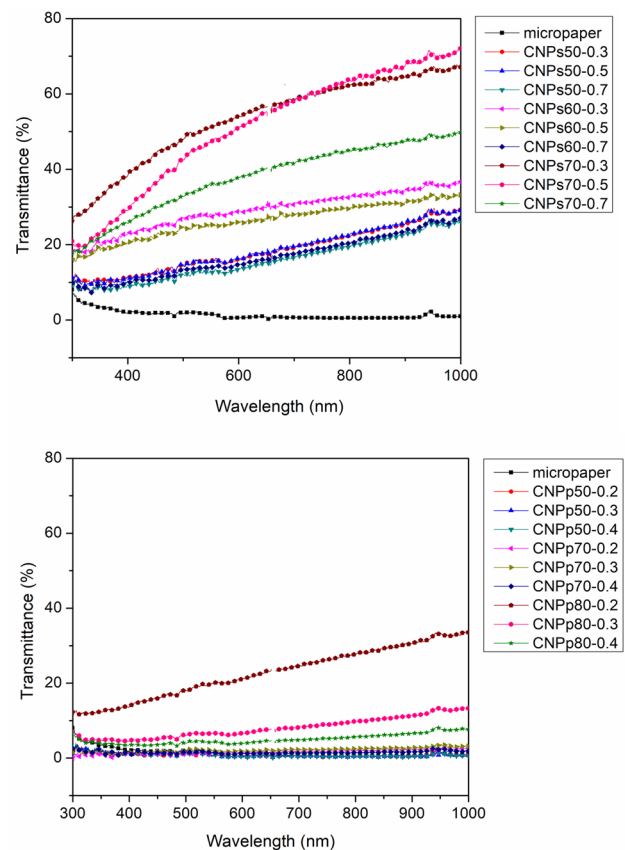 80
60
40
20
0
Transmittance (%)
400
600
800
1000
Wavelength (nm)
micropaper
CNPs50-0.3
CNPs50-0.5
CNPs50-0.7
CNPs60-0.3
CNPs60-0.5
CNPs60-0.7
CNPs70-0.3
CNPs70-0.5
CNPs70-0.7
80
60
40
20
0
Transmittance (%)
300
400
500
600
700
800
900
1000
Wavelength (nm)
micropaper
CNPp50-0.2
CNPp50-0.3
CNPp50-0.4
CNPp70-0.2
CNPp70-0.3
CNPp70-0.4
CNPp80-0.2
CNPp80-0.3
CNPp80-0.4